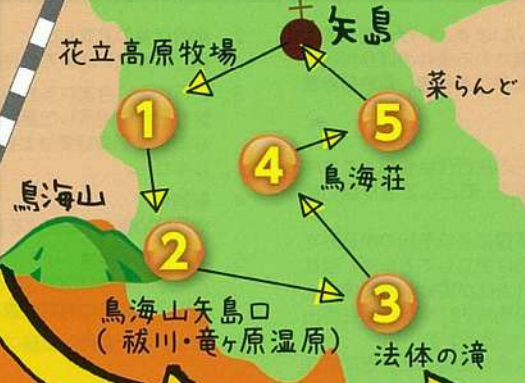 矢島
花立高原牧場
菜らんど
1
5
4
鳥海荘
鳥海山
2
3
鳥海山矢島口
(祓川・竜ヶ原湿原)
法体の滝